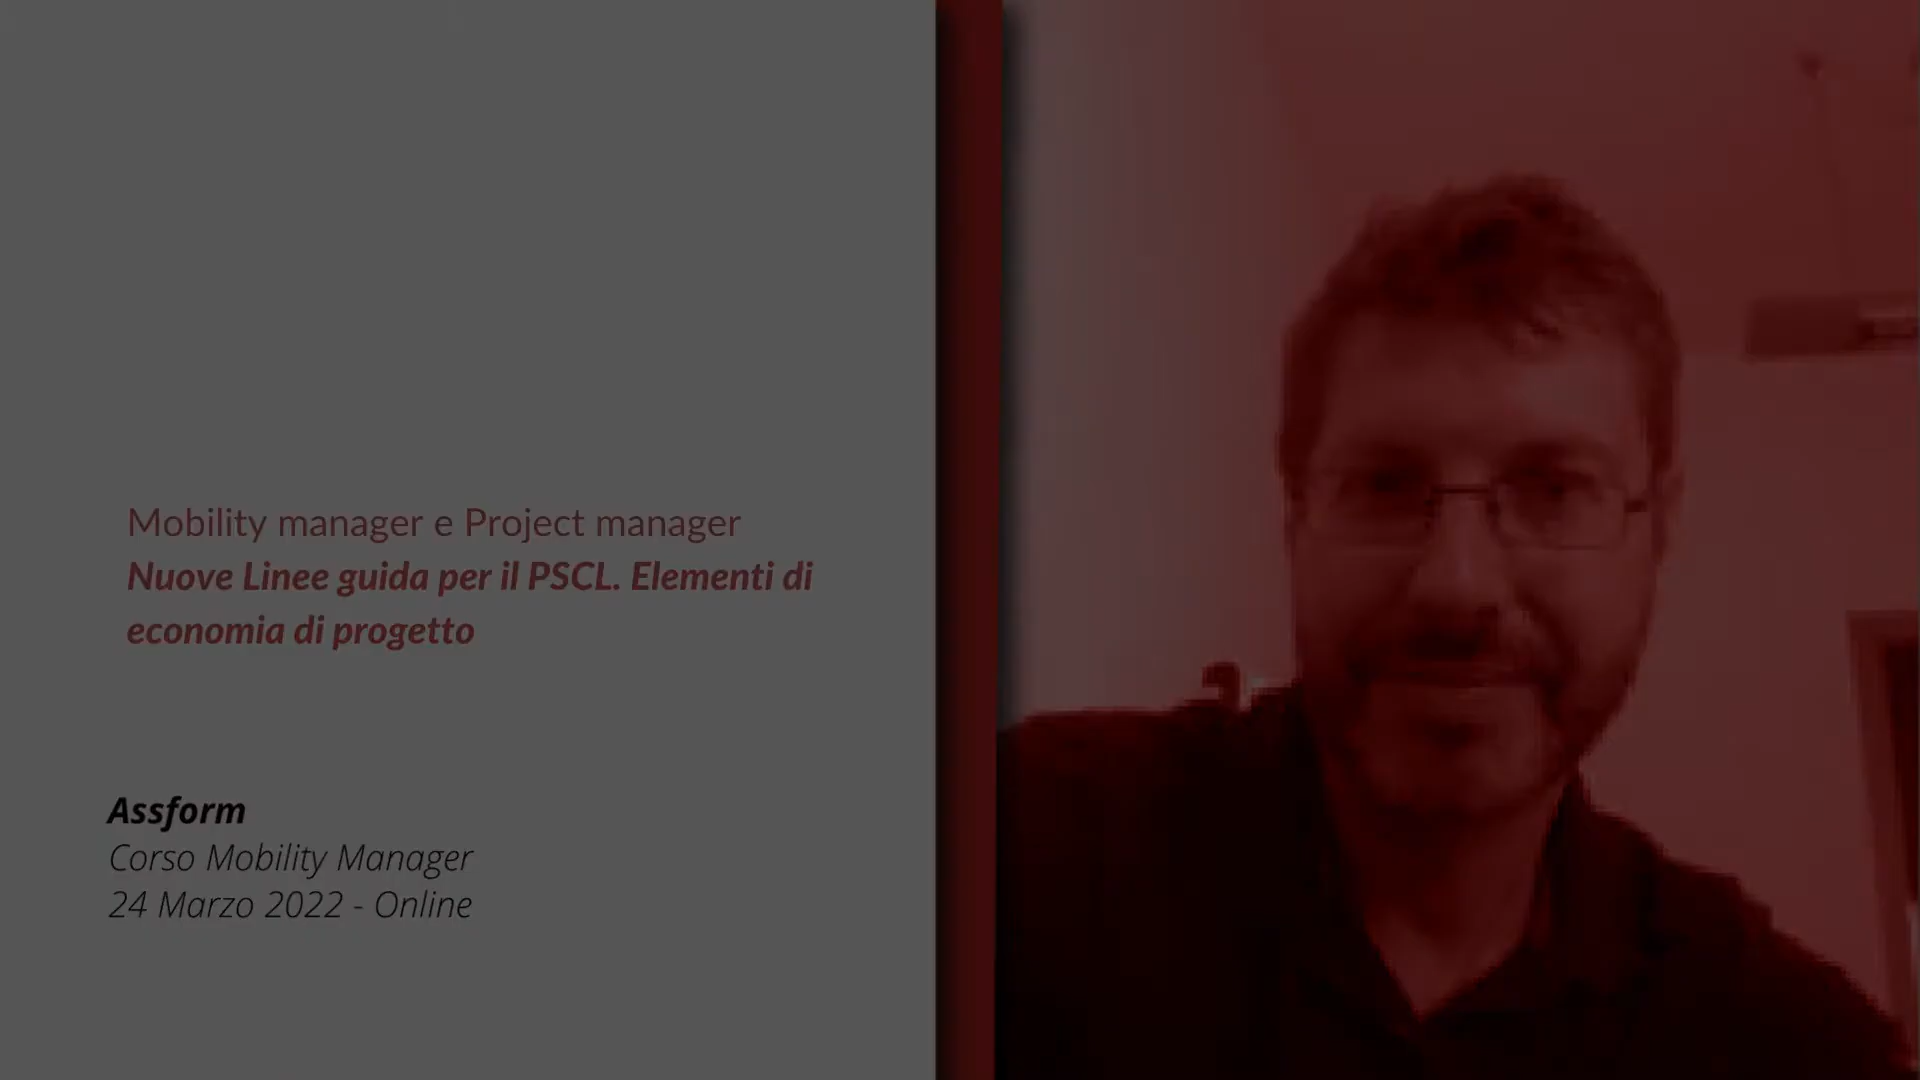 Mobility manager e Project manager
Nuove Linee guida per il PSCL. Elementi di
economia di progetto
Assform
Corso Mobility Manager
24 Marzo 2022 - Online